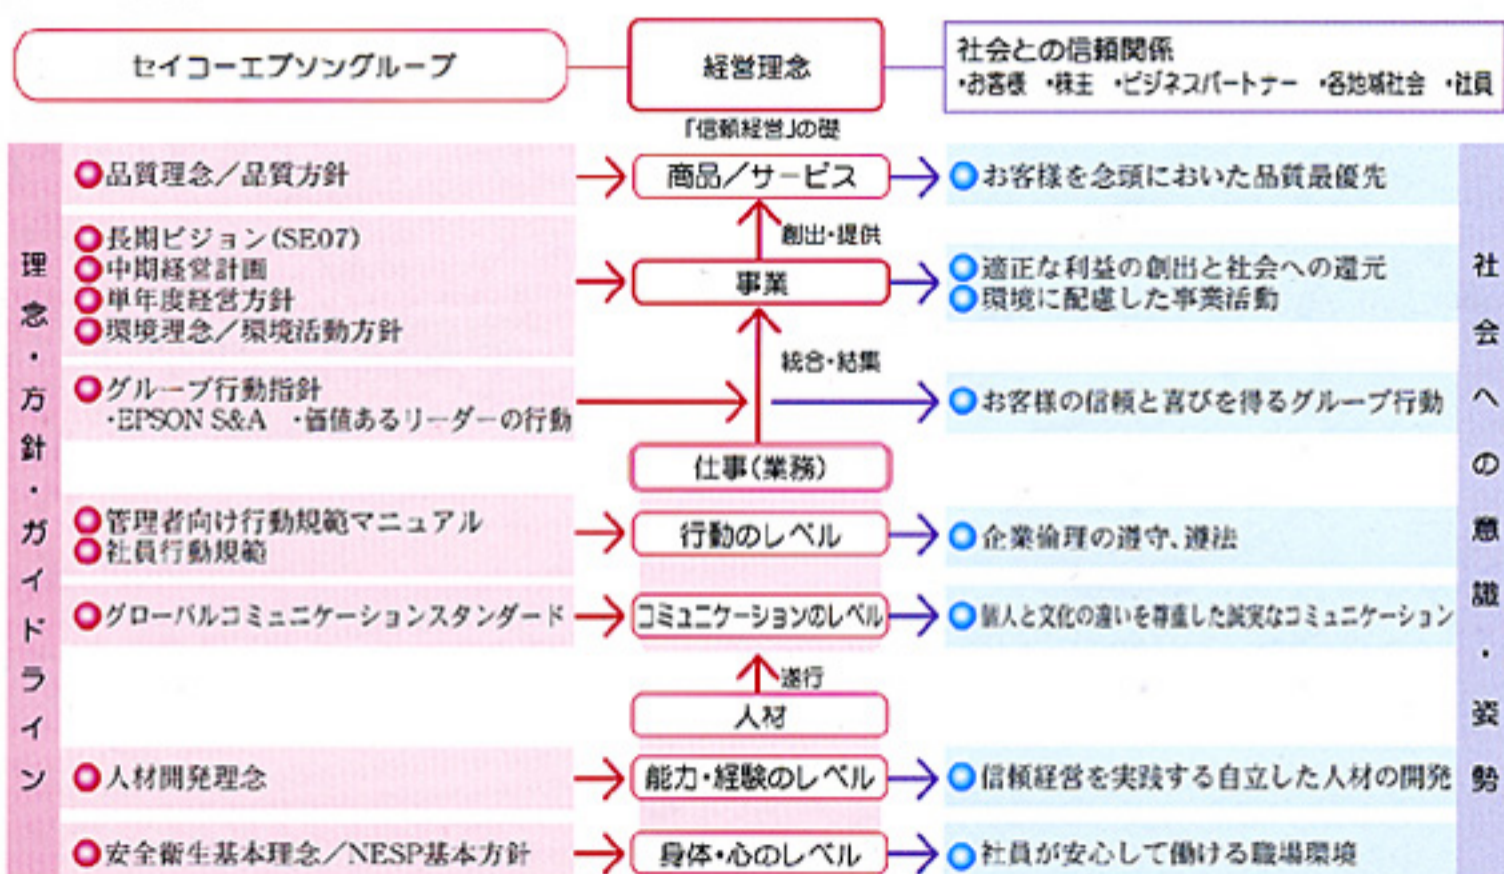 セイコーエプソングループ
経営理念
社会との信頼関係
・お客様 ・株主 ・ビジネスパートナー ・各地域社会 ・社員
「信頼経営」の礎
理念・方針・ガイドライン
品質理念／品質方針
商品／サービス
お客様を念頭においた品質最優先
創出・提供
長期ビジョン(SE07)
中期経営計画
単年度経営方針
環境理念／環境活動方針
事業
適正な利益の創出と社会への還元
環境に配慮した事業活動
統合・結集
グループ行動指針
・EPSON S&A ・価値あるリーダーの行動
お客様の信頼と喜びを得るグループ行動
仕事(業務)
管理者向け行動規範マニュアル
社員行動規範
行動のレベル
企業倫理の遵守、遵法
グローバルコミュニケーションスタンダード
コミュニケーションのレベル
個人と文化の違いを尊重した誠実なコミュニケーション
遂行
人材
人材開発理念
能力・経験のレベル
信頼経営を実践する自立した人材の開発
安全衛生基本理念／NESP基本方針
身体・心のレベル
社員が安心して働ける職場環境
社会への意識・姿勢